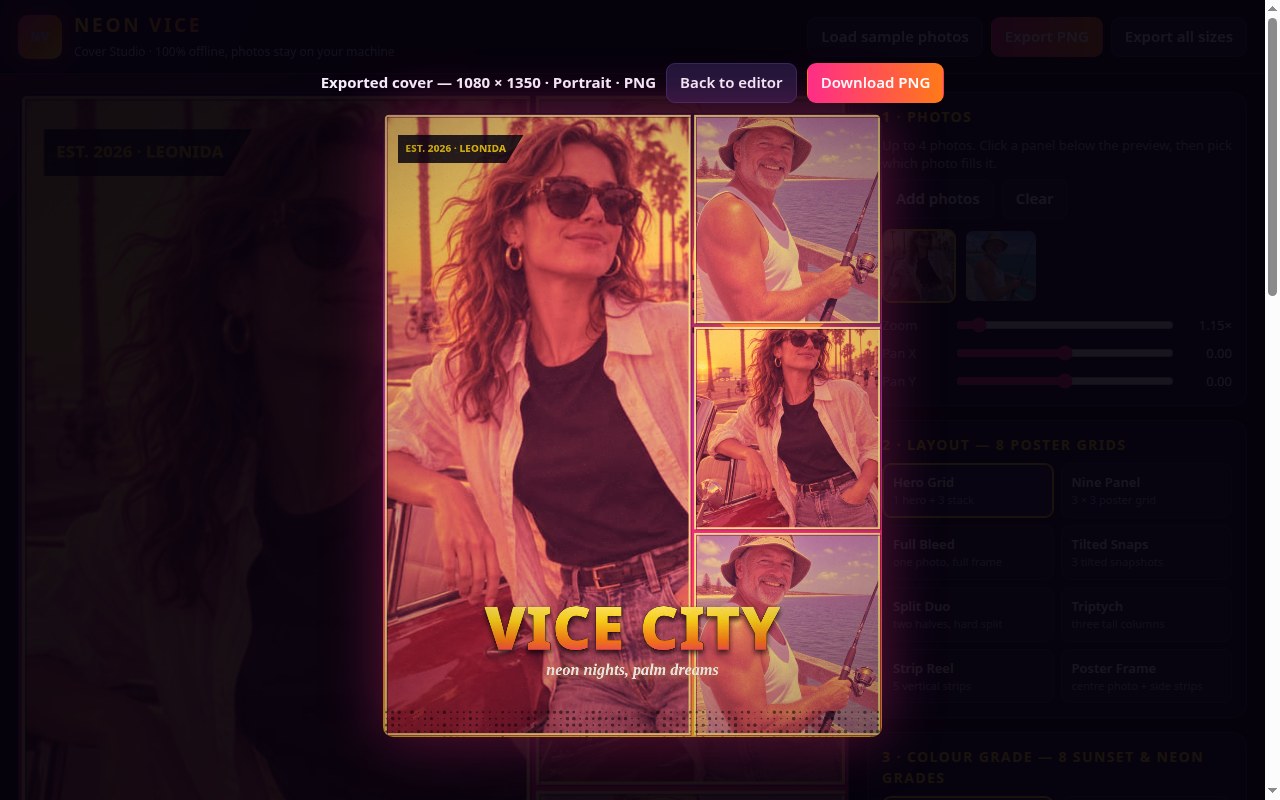 NEON VICE
Cover Studio · 100% offline, photos stay on your machine
Load sample photos
Export PNG
Export all sizes
Exported cover — 1080 × 1350 · Portrait · PNG
Back to editor
Download PNG
EST. 2026 · LEONIDA
EST. 2026 · LEONIDA
VICE CITY
neon nights, palm dreams
1 · PHOTOS
Up to 4 photos. Click a panel below the preview, then pick
which photo fills it.
Add photos
Clear
Zoom
1.15×
Pan X
0.00
Pan Y
0.00
2 · LAYOUT — 8 POSTER GRIDS
Hero Grid
1 hero + 3 stack
Nine Panel
3 × 3 poster grid
Full Bleed
one photo, full frame
Tilted Snaps
3 tilted snapshots
Split Duo
two halves, hard split
Triptych
three tall columns
Strip Reel
vertical strips
Poster Frame
centre photo + side strips
3 · COLOUR GRADE — 8 SUNSET & NEON
GRADES